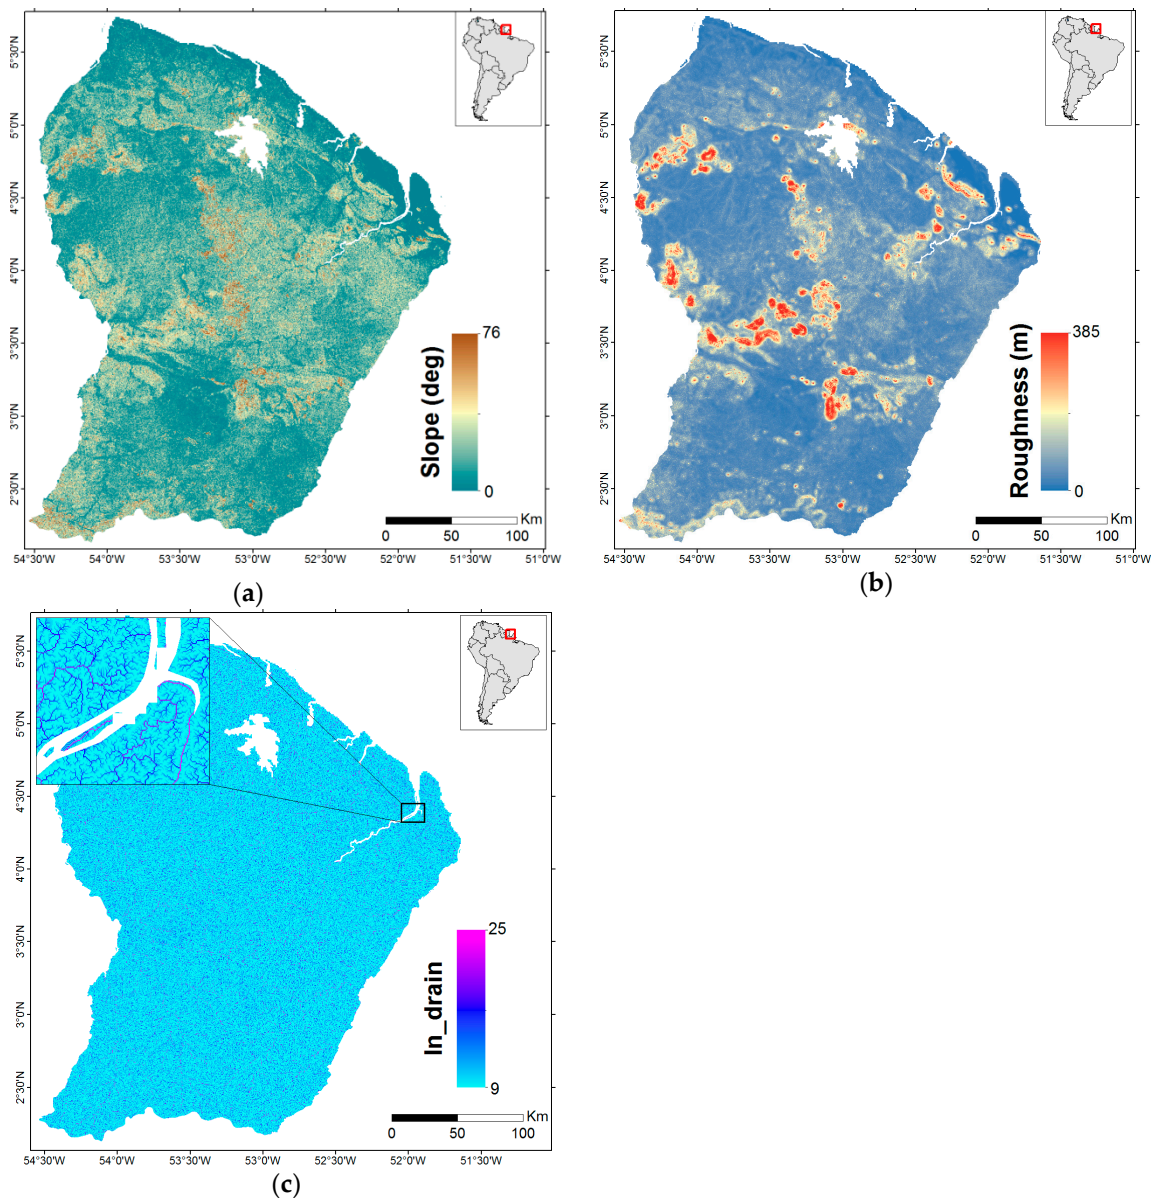 5°30'N
5°0'N
4°30'N
4°0'N
3°30'N
3°0'N
2°30'N
Slope (deg)
76
0
Km
0 50 100
54°30'W 54°0'W 53°30'W 53°0'W 52°30'W 52°0'W 51°30'W 51°0'W
(a)
5°30'N
5°0'N
4°30'N
4°0'N
3°30'N
3°0'N
2°30'N
Roughness (m)
385
0
Km
0 50 100
54°30'W 54°0'W 53°30'W 53°0'W 52°30'W 52°0'W 51°30'W 51°0'W
(b)
5°30'N
5°0'N
4°30'N
4°0'N
3°30'N
3°0'N
2°30'N
ln_drain
25
9
Km
0 50 100
54°30'W 54°0'W 53°30'W 53°0'W 52°30'W 52°0'W 51°30'W
(c)